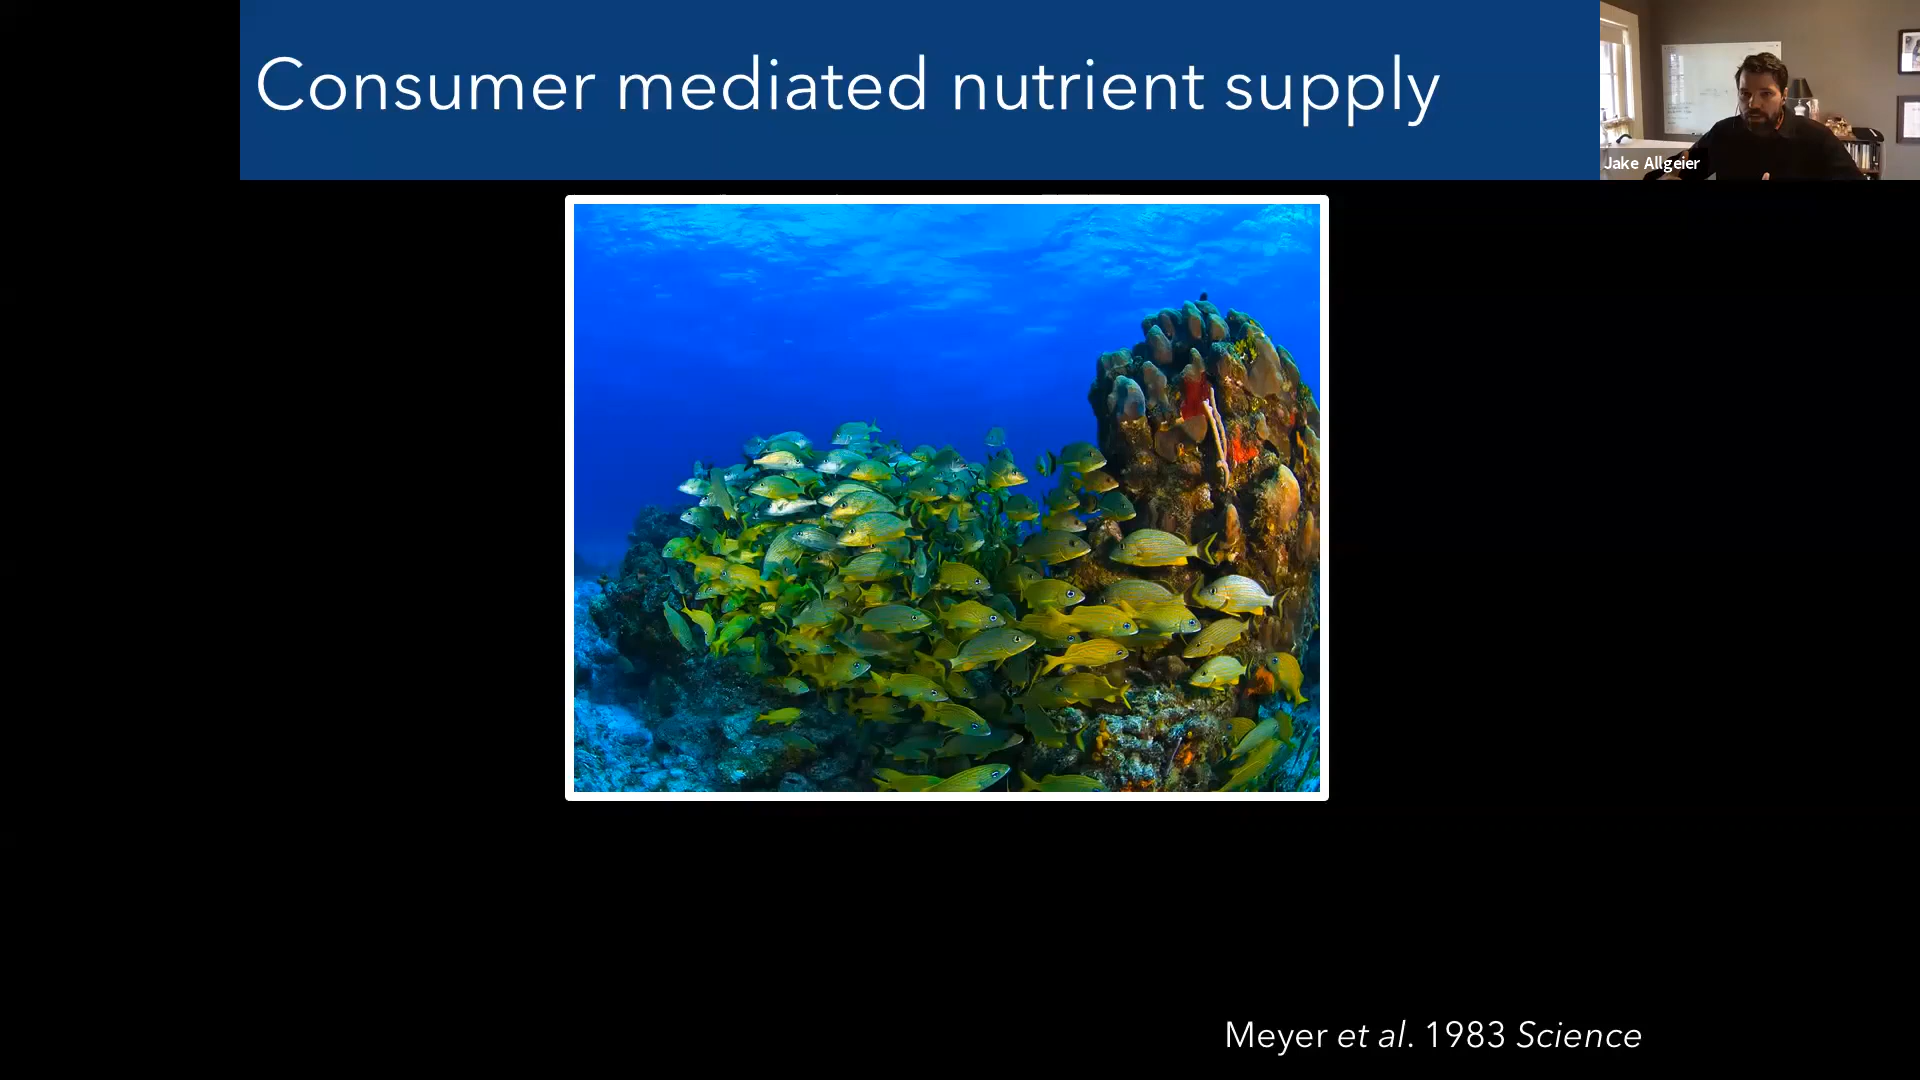 Consumer mediated nutrient supply
Jake Allgeier
Meyer et al. 1983 Science